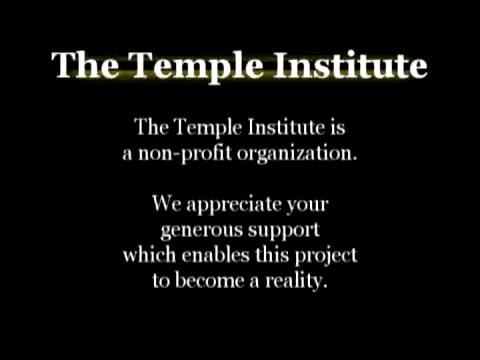 The Temple Institute
The Temple Institute is
a non-profit organization.
We appreciate your
generous support
which enables this project
to become a reality.